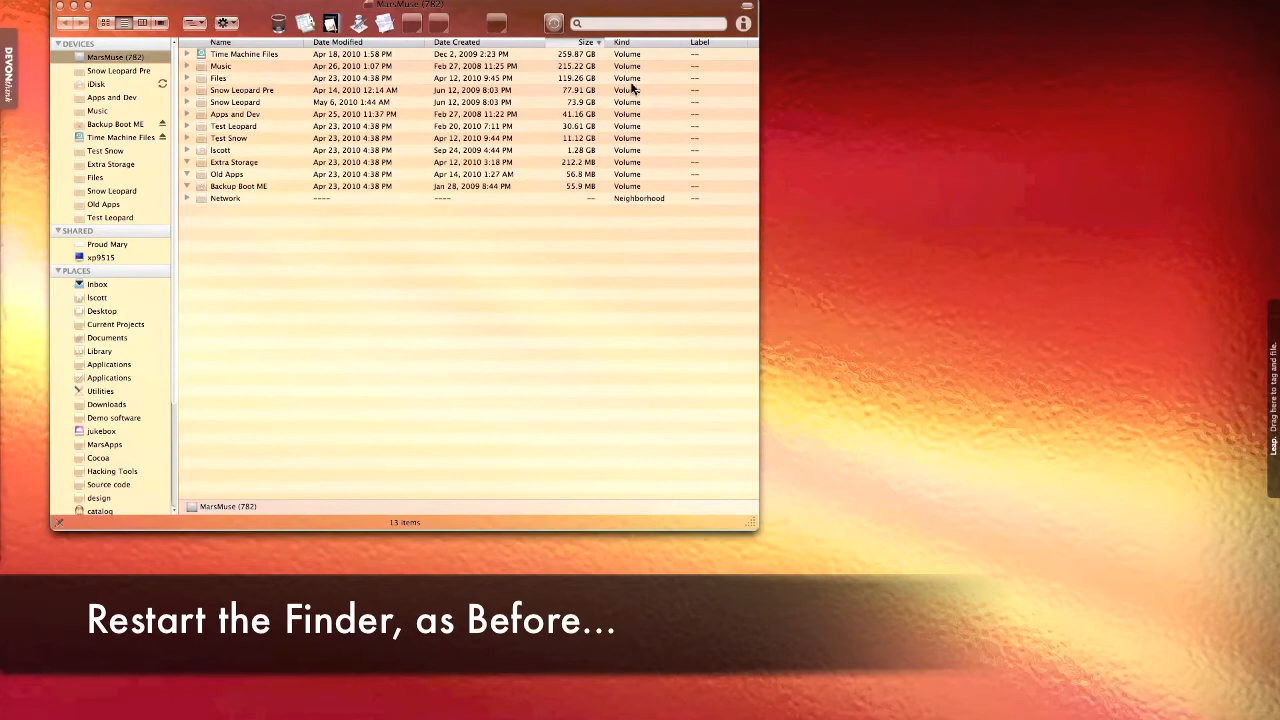 MarsMuse (782)
Name Date Modified Date Created Size Kind Label
Time Machine Files Apr 18, 2010 1:58 PM Dec 2, 2009 2:23 PM 259.87 GB Volume --
Music Apr 26, 2010 1:07 PM Feb 27, 2008 11:25 PM 215.22 GB Volume --
Files Apr 23, 2010 4:38 PM Apr 12, 2010 9:45 PM 119.26 GB Volume --
Snow Leopard Pre Apr 14, 2010 12:14 AM Jun 12, 2009 8:03 PM 77.91 GB Volume --
Snow Leopard May 6, 2010 1:44 AM Jun 12, 2009 8:03 PM 73.9 GB Volume --
Apps and Dev Apr 25, 2010 11:37 PM Feb 27, 2008 11:22 PM 41.16 GB Volume --
Test Leopard Apr 23, 2010 4:38 PM Feb 20, 2010 7:11 PM 30.61 GB Volume --
Test Snow Apr 23, 2010 4:38 PM Apr 12, 2010 9:44 PM 11.12 GB Volume --
lscott Apr 23, 2010 4:38 PM Sep 24, 2009 4:44 PM 1.28 GB Volume --
Extra Storage Apr 23, 2010 4:38 PM Apr 12, 2010 3:18 PM 212.2 MB Volume --
Old Apps Apr 23, 2010 4:38 PM Apr 14, 2010 1:27 AM 56.8 MB Volume --
Backup Boot ME Apr 23, 2010 4:38 PM Jan 28, 2009 8:44 PM 55.9 MB Volume --
Network ---- ---- -- Neighborhood --
DEVICES
MarsMuse (782)
Snow Leopard Pre
iDisk
Apps and Dev
Music
Backup Boot ME
Time Machine Files
Test Snow
Extra Storage
Files
Snow Leopard
Old Apps
Test Leopard
SHARED
Proud Mary
xp9515
PLACES
Inbox
lscott
Desktop
Current Projects
Documents
Library
Applications
Applications
Utilities
Downloads
Demo software
jukebox
MarsApps
Cocoa
Hacking Tools
Source code
design
catalog
MarsMuse (782)
13 items
DEVONthink
Leap. Drag here to tag and file.
Restart the Finder, as Before...